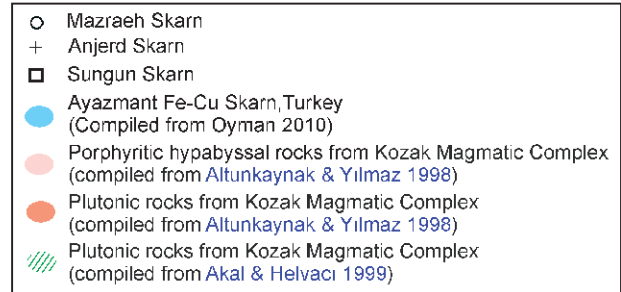 Mazraeh Skarn
Anjerd Skarn
Sungun Skarn
Ayazmant Fe-Cu Skarn,Turkey
(Compiled from Oyman 2010)
Porphyritic hypabyssal rocks from Kozak Magmatic Complex
(compiled from Altunkaynak & Yılmaz 1998)
Plutonic rocks from Kozak Magmatic Complex
(compiled from Altunkaynak & Yılmaz 1998)
Plutonic rocks from Kozak Magmatic Complex
(compiled from Akal & Helvacı 1999)